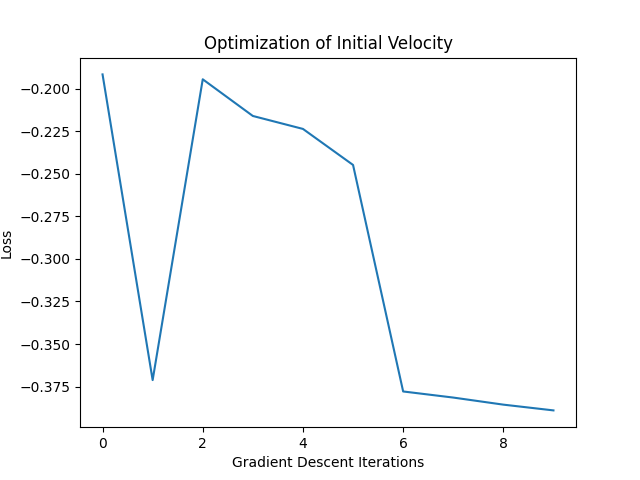 Optimization of Initial Velocity
−0.200
−0.225
−0.250
−0.275
−0.300
−0.325
−0.350
−0.375
Loss
0 2 4 6 8
Gradient Descent Iterations